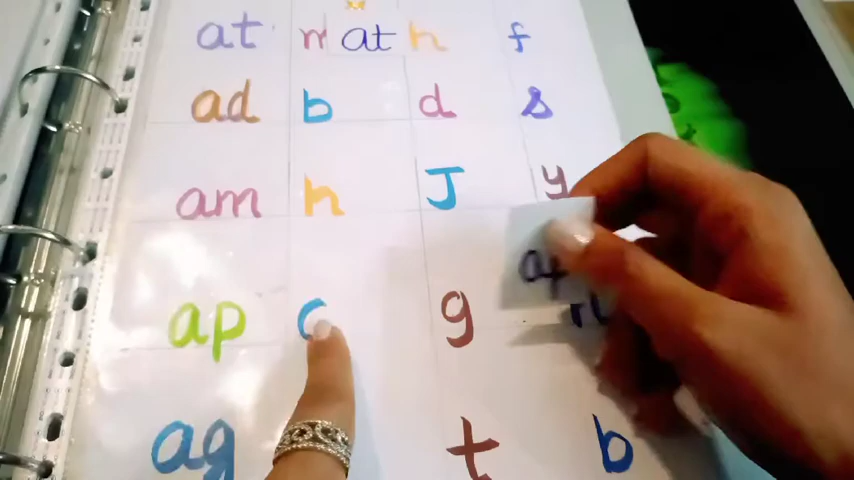 at m at h f
ad b d s
am h J y
ap c g
ag t b